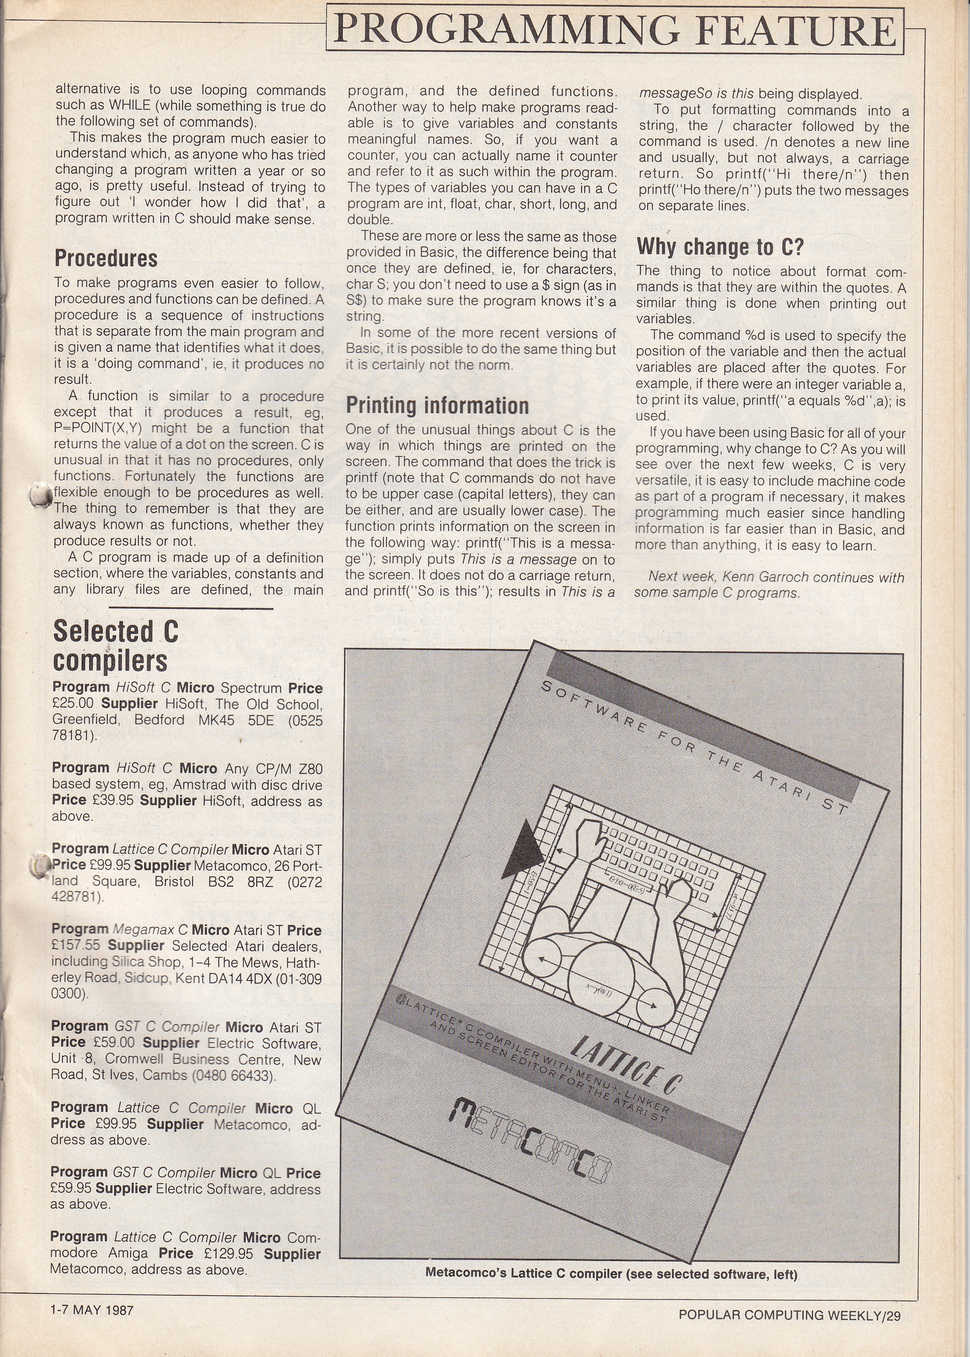 PROGRAMMING FEATURE
alternative is to use looping commands
such as WHILE (while something is true do
the following set of commands).
This makes the program much easier to
understand which, as anyone who has tried
changing a program written a year or so
ago, is pretty useful. Instead of trying to
figure out 'I wonder how I did that', a
program written in C should make sense.
Procedures
To make programs even easier to follow,
procedures and functions can be defined. A
procedure is a sequence of instructions
that is separate from the main program and
is given a name that identifies what it does,
it is a 'doing command', ie, it produces no
result.
A function is similar to a procedure
except that it produces a result, eg,
P=POINT(X,Y) might be a function that
returns the value of a dot on the screen. C is
unusual in that it has no procedures, only
functions. Fortunately the functions are
flexible enough to be procedures as well.
The thing to remember is that they are
always known as functions, whether they
produce results or not.
A C program is made up of a definition
section, where the variables, constants and
any library files are defined, the main
program, and the defined functions.
Another way to help make programs read-
able is to give variables and constants
meaningful names. So, if you want a
counter, you can actually name it counter
and refer to it as such within the program.
The types of variables you can have in a C
program are int, float, char, short, long, and
double.
These are more or less the same as those
provided in Basic, the difference being that
once they are defined, ie, for characters,
char S; you don't need to use a $ sign (as in
S$) to make sure the program knows it's a
string.
In some of the more recent versions of
Basic, it is possible to do the same thing but
it is certainly not the norm.
Printing information
One of the unusual things about C is the
way in which things are printed on the
screen. The command that does the trick is
printf (note that C commands do not have
to be upper case (capital letters), they can
be either, and are usually lower case). The
function prints information on the screen in
the following way: printf("This is a messa-
ge"); simply puts This is a message on to
the screen. It does not do a carriage return,
and printf("So is this"); results in This is a
messageSo is this being displayed.
To put formatting commands into a
string, the / character followed by the
command is used. /n denotes a new line
and usually, but not always, a carriage
return. So printf("Hi there/n") then
printf("Ho there/n") puts the two messages
on separate lines.
Why change to C?
The thing to notice about format com-
mands is that they are within the quotes. A
similar thing is done when printing out
variables.
The command %d is used to specify the
position of the variable and then the actual
variables are placed after the quotes. For
example, if there were an integer variable a,
to print its value, printf("a equals %d",a); is
used.
If you have been using Basic for all of your
programming, why change to C? As you will
see over the next few weeks, C is very
versatile, it is easy to include machine code
as part of a program if necessary, it makes
programming much easier since handling
information is far easier than in Basic, and
more than anything, it is easy to learn.
Next week, Kenn Garroch continues with
some sample C programs.
Selected C
compilers
Program HiSoft C Micro Spectrum Price
£25.00 Supplier HiSoft, The Old School,
Greenfield, Bedford MK45 5DE (0525
78181).
Program HiSoft C Micro Any CP/M Z80
based system, eg, Amstrad with disc drive
Price £39.95 Supplier HiSoft, address as
above.
Program Lattice C Compiler Micro Atari ST
Price £99.95 Supplier Metacomco, 26 Port-
land Square, Bristol BS2 8RZ (0272
428781).
Program Megamax C Micro Atari ST Price
£157.55 Supplier Selected Atari dealers,
including Silica Shop, 1-4 The Mews, Hath-
erley Road, Sidcup, Kent DA14 4DX (01-309
0300).
Program GST C Compiler Micro Atari ST
Price £59.00 Supplier Electric Software,
Unit 8, Cromwell Business Centre, New
Road, St Ives, Cambs (0480 66433).
Program Lattice C Compiler Micro QL
Price £99.95 Supplier Metacomco, ad-
dress as above.
Program GST C Compiler Micro QL Price
£59.95 Supplier Electric Software, address
as above.
Program Lattice C Compiler Micro Com-
modore Amiga Price £129.95 Supplier
Metacomco, address as above.
SOFTWARE FOR THE ATARI ST
LATTICE C
LATTICE® C COMPILER WITH MENU+, LINKER
AND SCREEN EDITOR FOR THE ATARI ST
METACOMCO
Metacomco's Lattice C compiler (see selected software, left)
1-7 MAY 1987
POPULAR COMPUTING WEEKLY/29